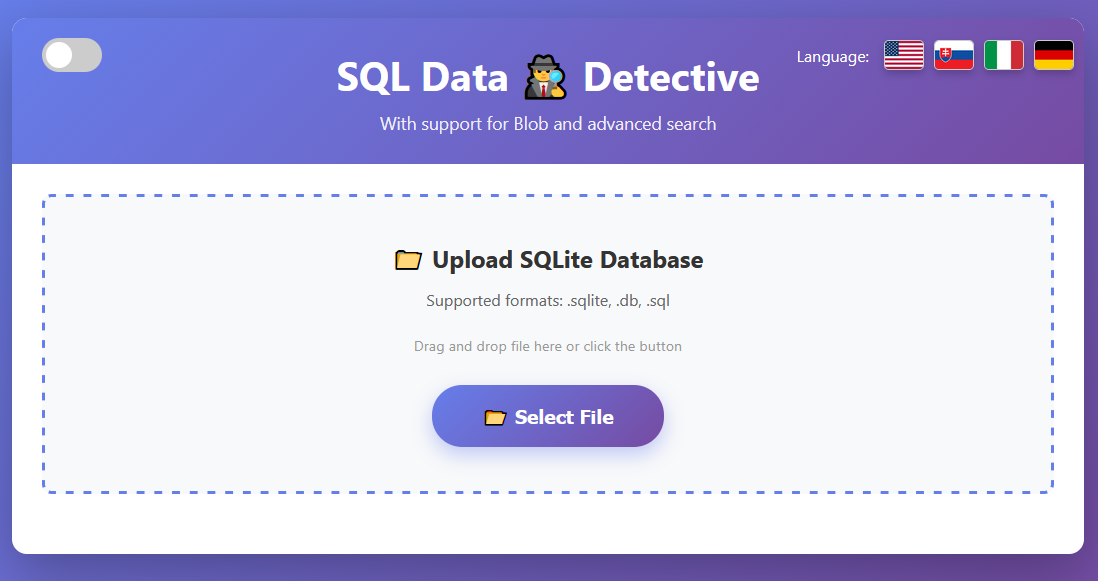 Language:
SQL Data Detective
With support for Blob and advanced search
Upload SQLite Database
Supported formats: .sqlite, .db, .sql
Drag and drop file here or click the button
Select File